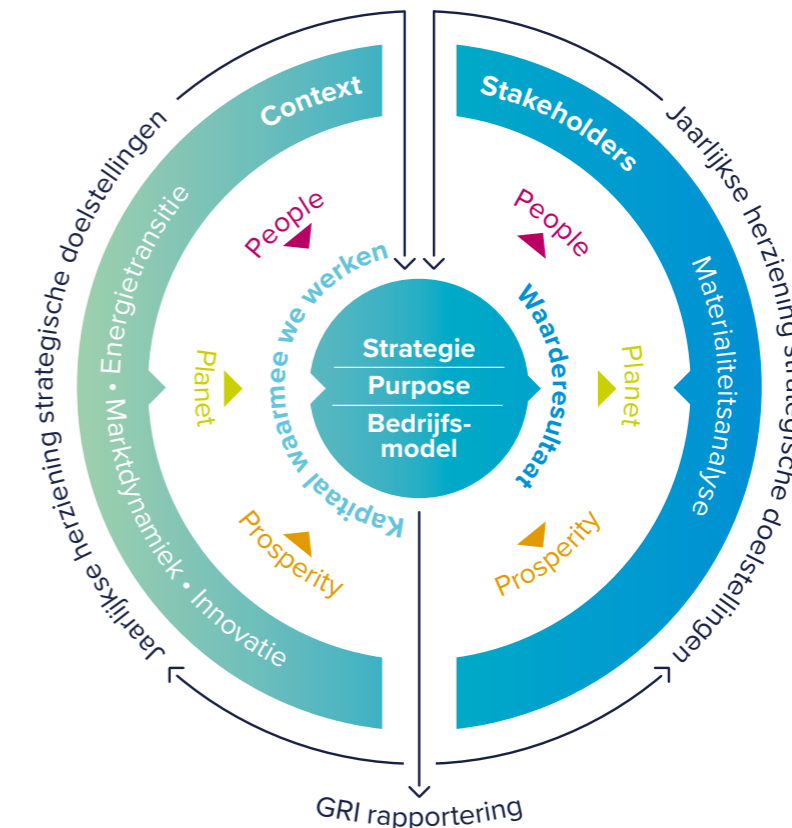 Jaarlijkse herziening strategische doelstellingen
Context
Energietransitie • Marktdynamiek • Innovatie
People
Planet
Prosperity
Kapitaal waarmee we werken
Strategie
Purpose
Bedrijfs-
model
Waarderesultaat
People
Planet
Prosperity
Stakeholders
Materialiteitsanalyse
Jaarlijkse herziening strategische doelstellingen
GRI rapportering